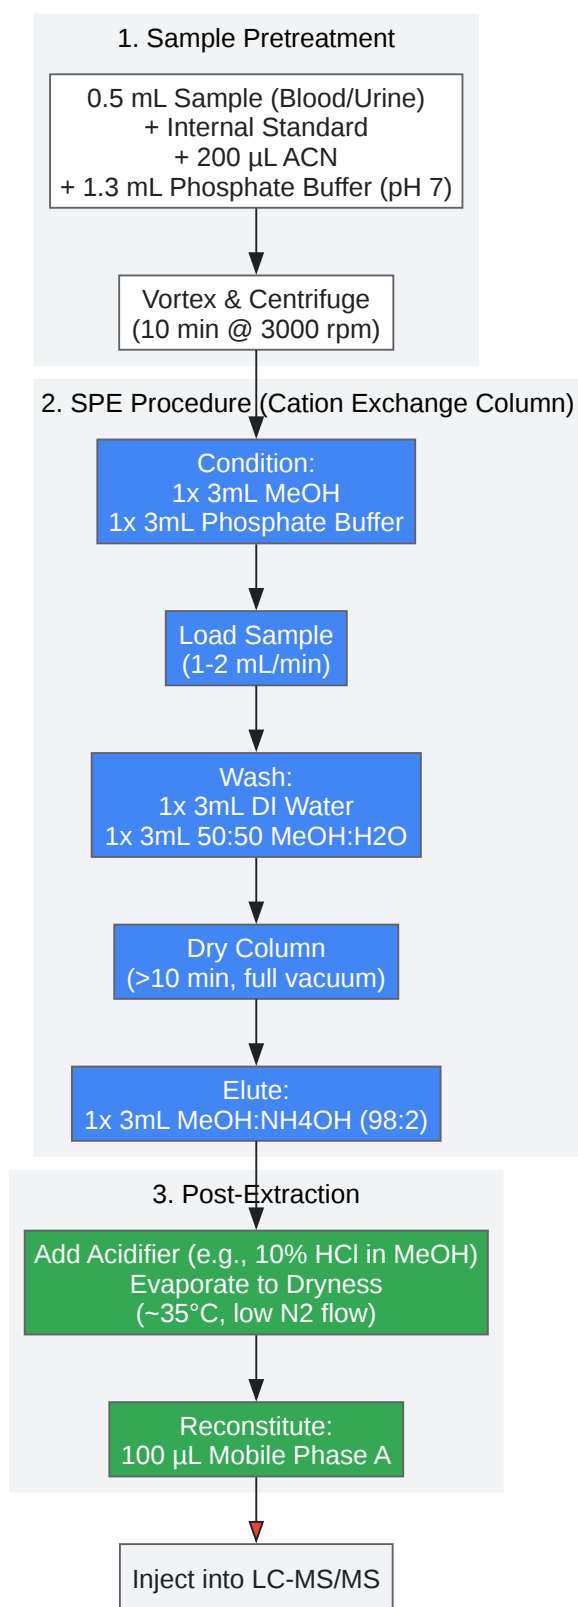 1. Sample Pretreatment
0.5 mL Sample (Blood/Urine)
+ Internal Standard
+ 200 µL ACN
+ 1.3 mL Phosphate Buffer (pH 7)
Vortex & Centrifuge
(10 min @ 3000 rpm)
2. SPE Procedure (Cation Exchange Column)
Condition:
1x 3mL MeOH
1x 3mL Phosphate Buffer
Load Sample
(1-2 mL/min)
Wash:
1x 3mL DI Water
1x 3mL 50:50 MeOH:H2O
Dry Column
(>10 min, full vacuum)
Elute:
1x 3mL MeOH:NH4OH (98:2)
3. Post-Extraction
Add Acidifier (e.g., 10% HCl in MeOH)
Evaporate to Dryness
(~35°C, low N2 flow)
Reconstitute:
100 µL Mobile Phase A
Inject into LC-MS/MS